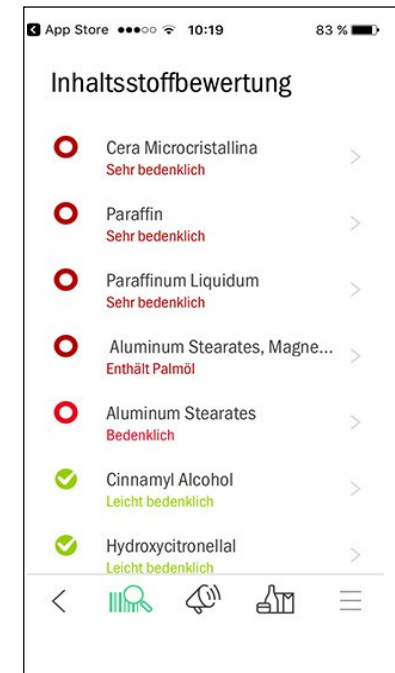 App Store 10:19 83 %
Inhaltsstoffbewertung
Cera Microcristallina
Sehr bedenklich
Paraffin
Sehr bedenklich
Paraffinum Liquidum
Sehr bedenklich
Aluminum Stearates, Magne...
Enthält Palmöl
Aluminum Stearates
Bedenklich
Cinnamyl Alcohol
Leicht bedenklich
Hydroxycitronellal
Leicht bedenklich